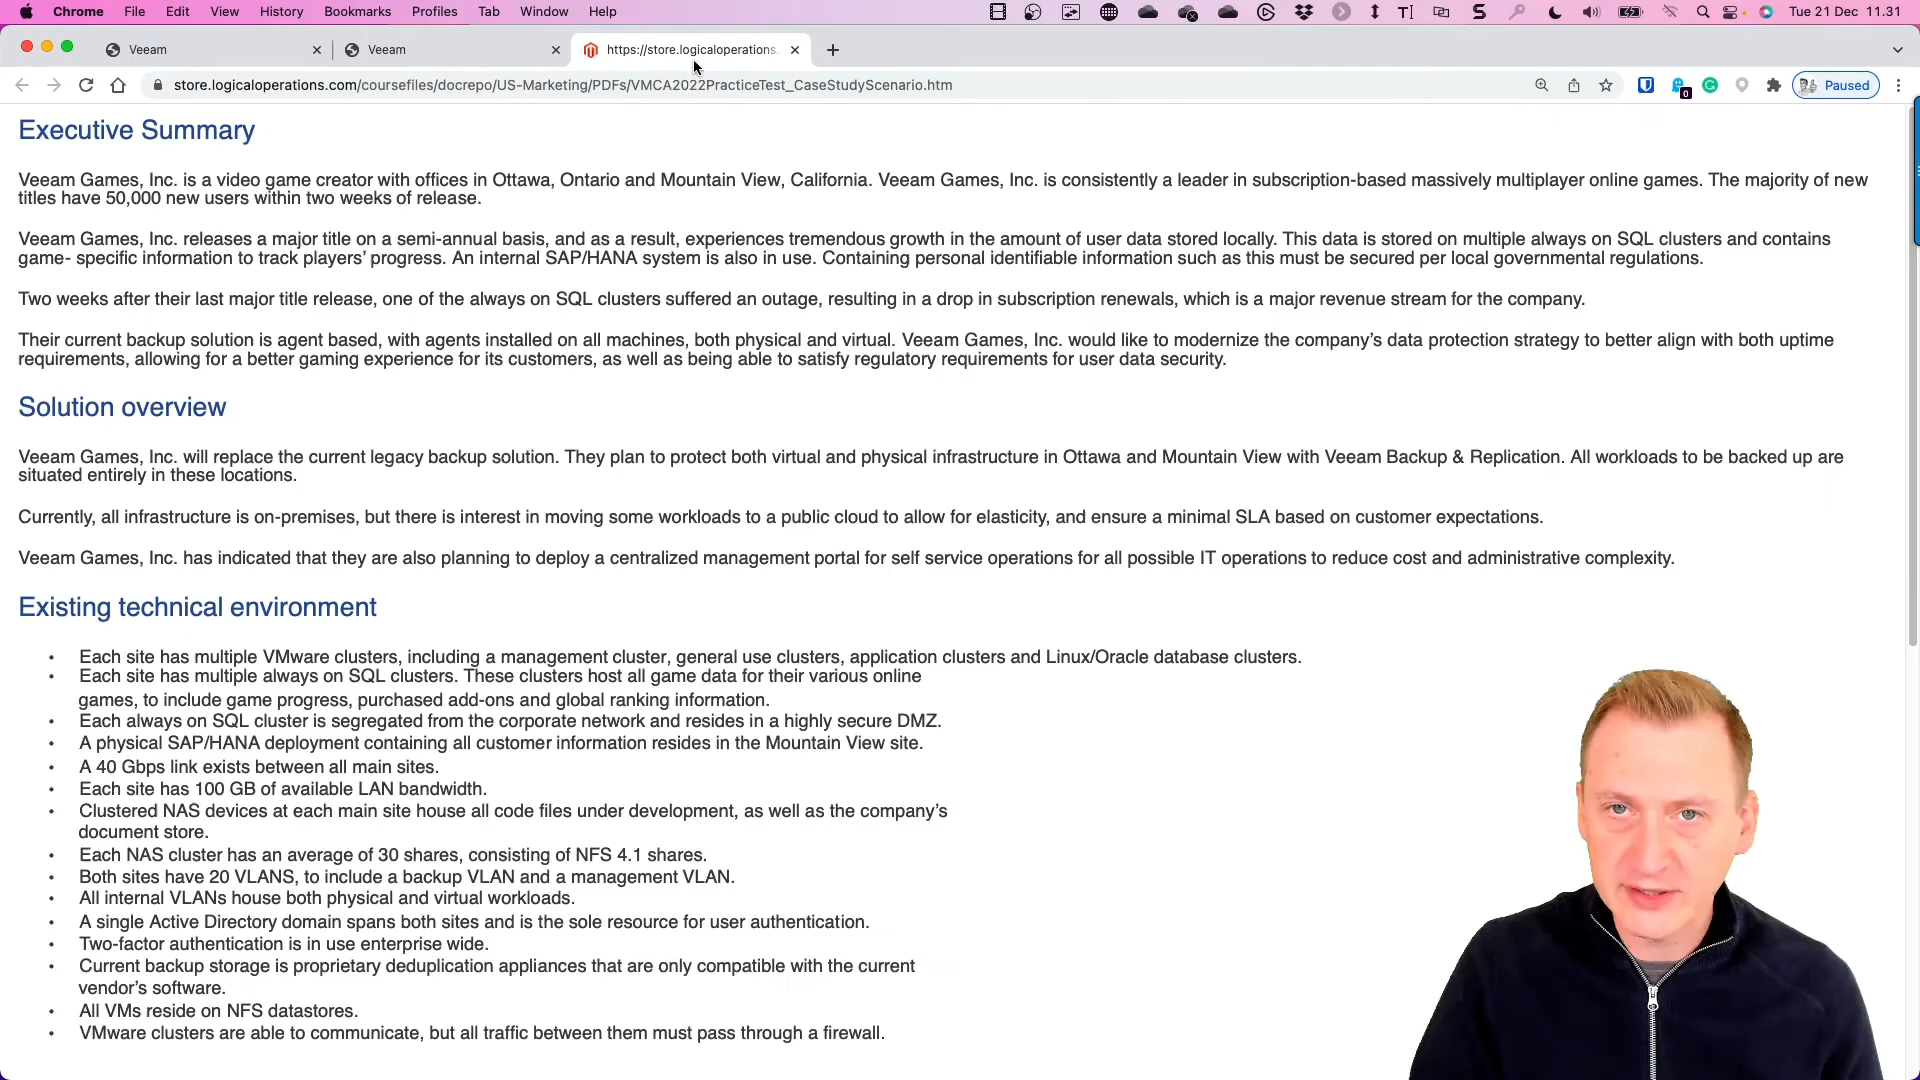 Chrome File Edit View History Bookmarks Profiles Tab Window Help Tue 21 Dec 11.31
Veeam Veeam https://store.logicaloperations.
store.logicaloperations.com/coursefiles/docrepo/US-Marketing/PDFs/VMCA2022PracticeTest_CaseStudyScenario.htm 0 Paused
Executive Summary
Veeam Games, Inc. is a video game creator with offices in Ottawa, Ontario and Mountain View, California. Veeam Games, Inc. is consistently a leader in subscription-based massively multiplayer online games. The majority of new
titles have 50,000 new users within two weeks of release.
Veeam Games, Inc. releases a major title on a semi-annual basis, and as a result, experiences tremendous growth in the amount of user data stored locally. This data is stored on multiple always on SQL clusters and contains
game- specific information to track players’ progress. An internal SAP/HANA system is also in use. Containing personal identifiable information such as this must be secured per local governmental regulations.
Two weeks after their last major title release, one of the always on SQL clusters suffered an outage, resulting in a drop in subscription renewals, which is a major revenue stream for the company.
Their current backup solution is agent based, with agents installed on all machines, both physical and virtual. Veeam Games, Inc. would like to modernize the company’s data protection strategy to better align with both uptime
requirements, allowing for a better gaming experience for its customers, as well as being able to satisfy regulatory requirements for user data security.
Solution overview
Veeam Games, Inc. will replace the current legacy backup solution. They plan to protect both virtual and physical infrastructure in Ottawa and Mountain View with Veeam Backup & Replication. All workloads to be backed up are
situated entirely in these locations.
Currently, all infrastructure is on-premises, but there is interest in moving some workloads to a public cloud to allow for elasticity, and ensure a minimal SLA based on customer expectations.
Veeam Games, Inc. has indicated that they are also planning to deploy a centralized management portal for self service operations for all possible IT operations to reduce cost and administrative complexity.
Existing technical environment
• Each site has multiple VMware clusters, including a management cluster, general use clusters, application clusters and Linux/Oracle database clusters.
• Each site has multiple always on SQL clusters. These clusters host all game data for their various online
games, to include game progress, purchased add-ons and global ranking information.
• Each always on SQL cluster is segregated from the corporate network and resides in a highly secure DMZ.
• A physical SAP/HANA deployment containing all customer information resides in the Mountain View site.
• A 40 Gbps link exists between all main sites.
• Each site has 100 GB of available LAN bandwidth.
• Clustered NAS devices at each main site house all code files under development, as well as the company’s
document store.
• Each NAS cluster has an average of 30 shares, consisting of NFS 4.1 shares.
• Both sites have 20 VLANS, to include a backup VLAN and a management VLAN.
• All internal VLANs house both physical and virtual workloads.
• A single Active Directory domain spans both sites and is the sole resource for user authentication.
• Two-factor authentication is in use enterprise wide.
• Current backup storage is proprietary deduplication appliances that are only compatible with the current
vendor’s software.
• All VMs reside on NFS datastores.
• VMware clusters are able to communicate, but all traffic between them must pass through a firewall.